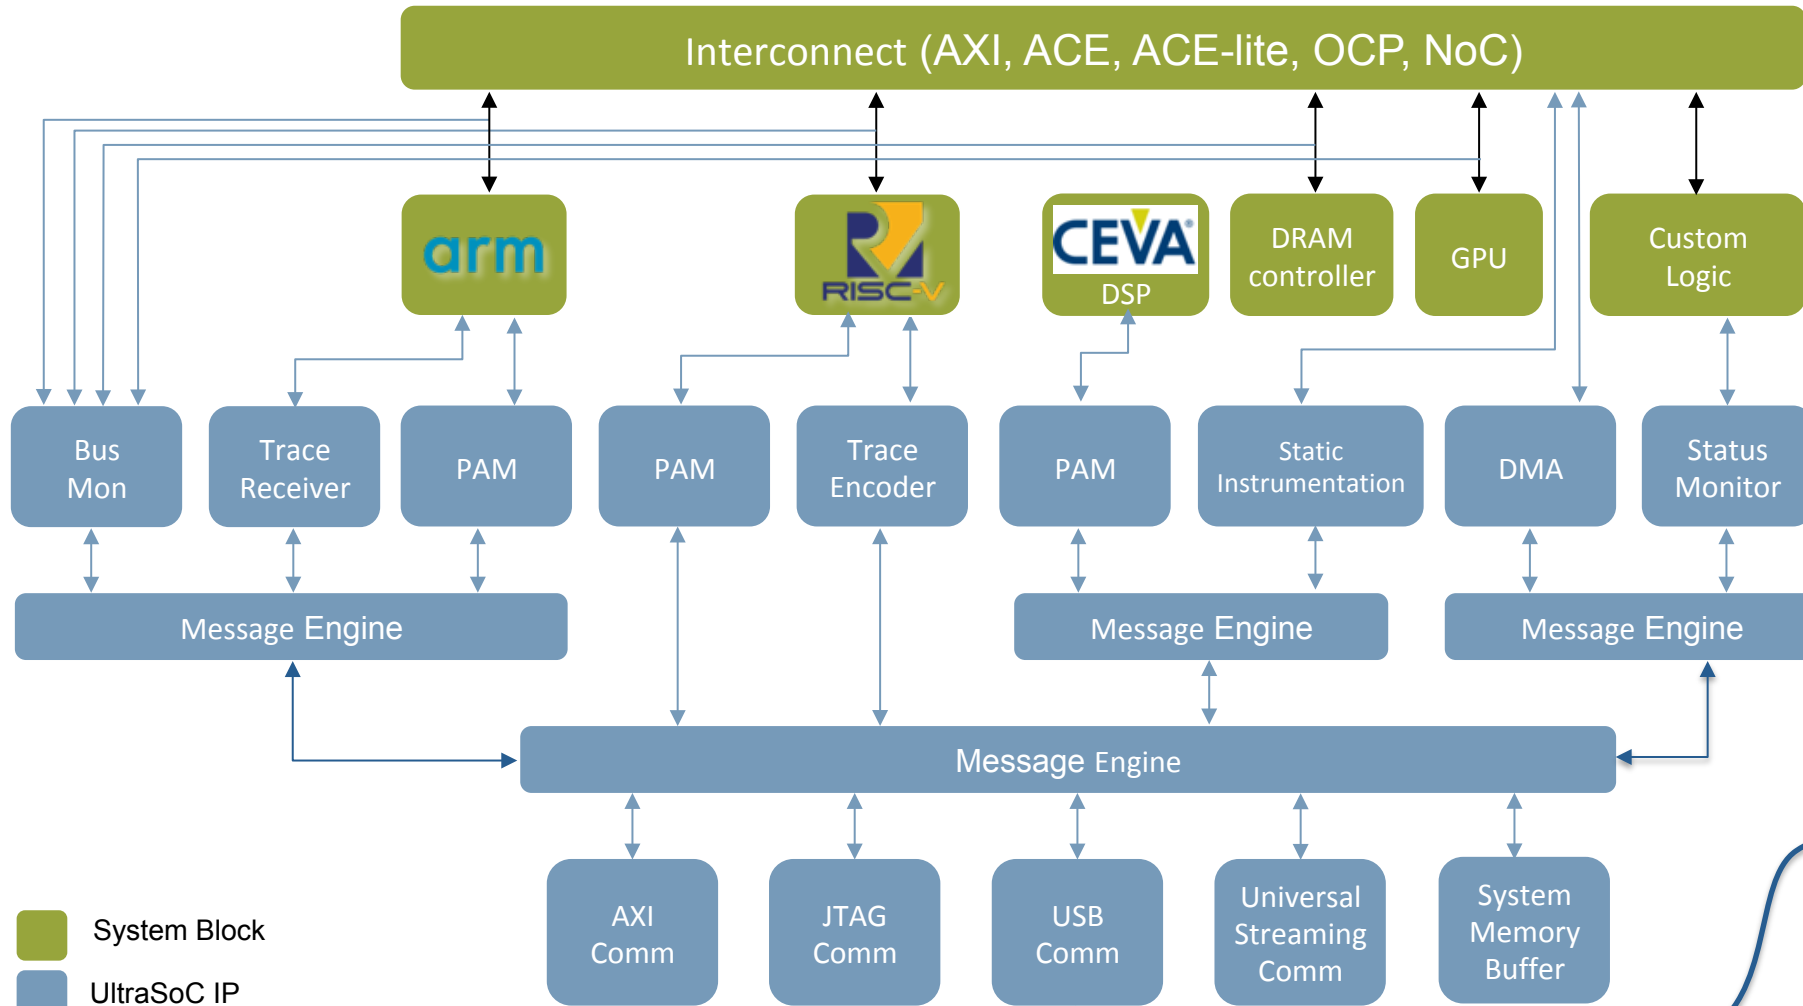 Interconnect (AXI, ACE, ACE-lite, OCP, NoC)
arm
RISC-V
CEVA®
DSP
DRAM
controller
GPU
Custom
Logic
Bus
Mon
Trace
Receiver
PAM
PAM
Trace
Encoder
PAM
Static
Instrumentation
DMA
Status
Monitor
Message Engine
Message Engine
Message Engine
Message Engine
AXI
Comm
JTAG
Comm
USB
Comm
Universal
Streaming
Comm
System
Memory
Buffer
System Block
UltraSoC IP